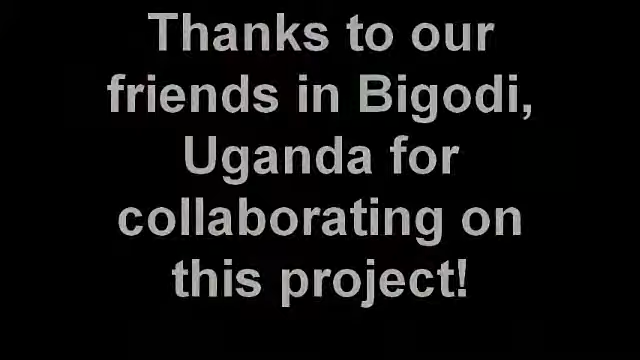 Thanks to our
friends in Bigodi,
Uganda for
collaborating on
this project!